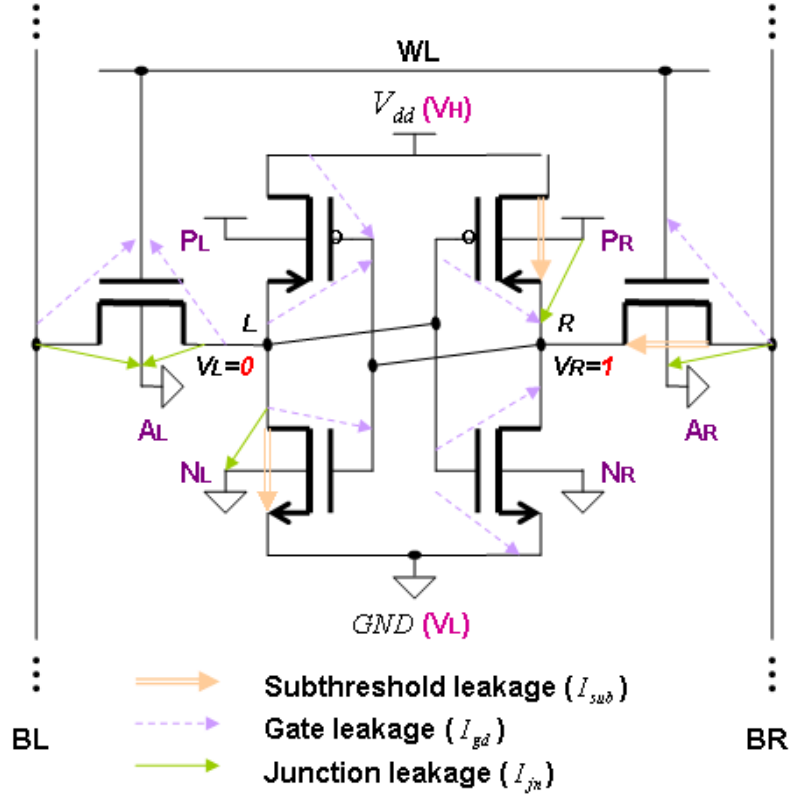 WL
Vdd (VH)
PL
PR
L
R
VL=0
VR=1
AL
AR
NL
NR
GND (VL)
Subthreshold leakage (Isub)
Gate leakage (Igd)
Junction leakage (Ijn)
BL
BR